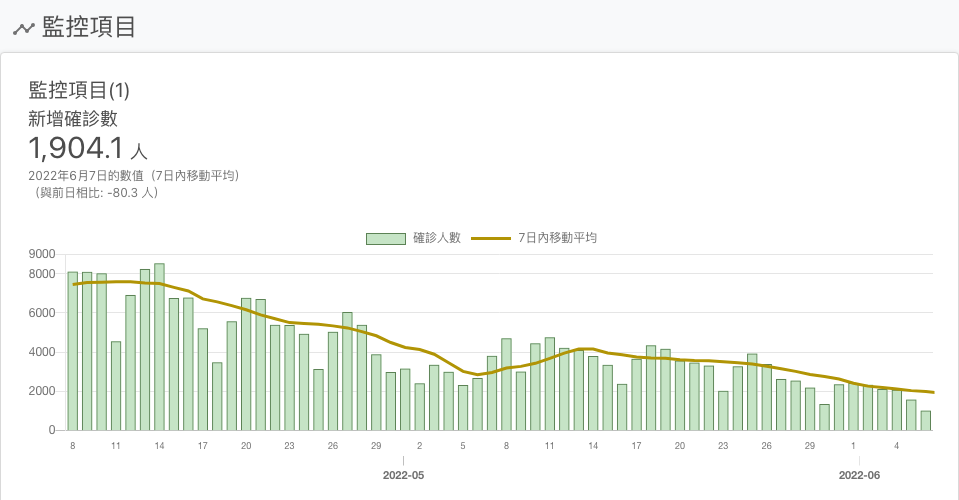 監控項目
監控項目(1)
新增確診數
1,904.1 人
2022年6月7日的數值（7日內移動平均）
（與前日相比: -80.3 人）
確診人數 7日內移動平均
9000
8000
6000
4000
2000
0
8 11 14 17 20 23 26 29 2 5 8 11 14 17 20 23 26 29 1 4
2022-05 2022-06